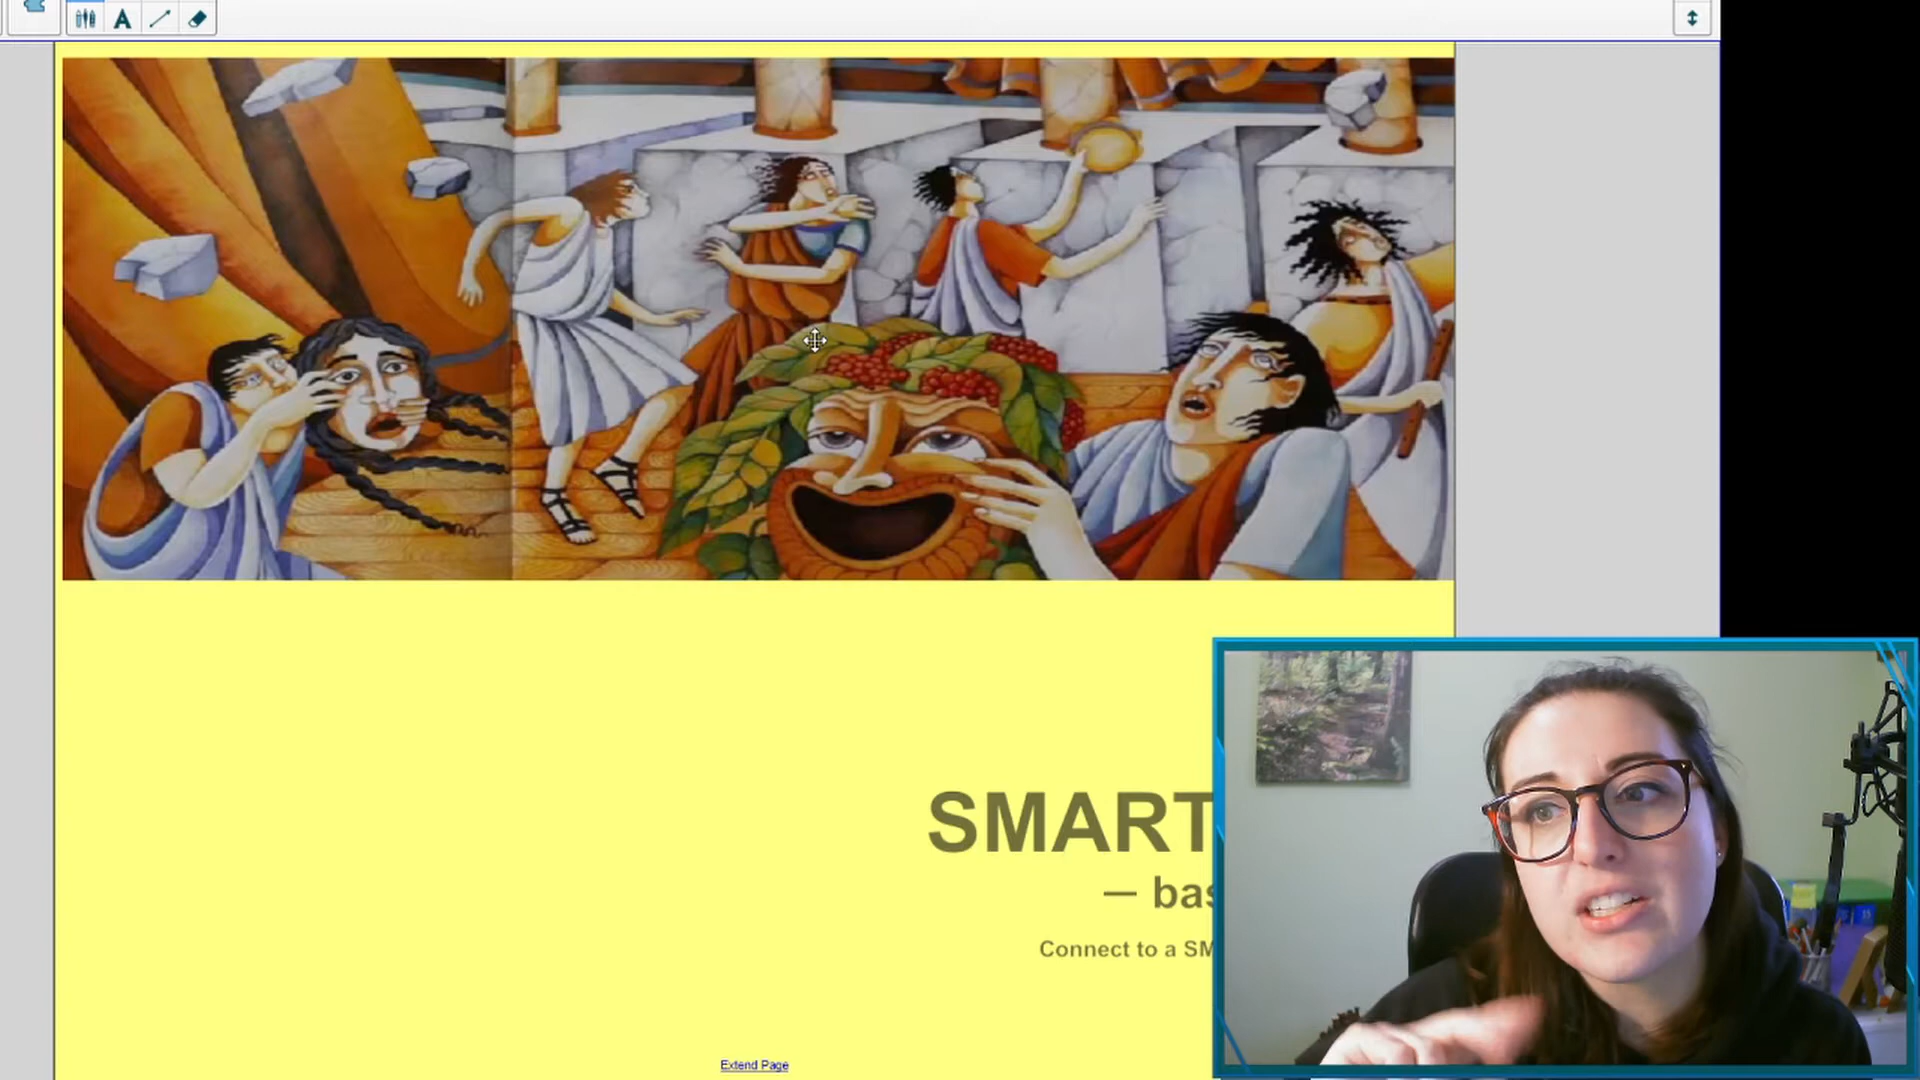 A
SMART
— bas
Connect to a SM
Extend Page